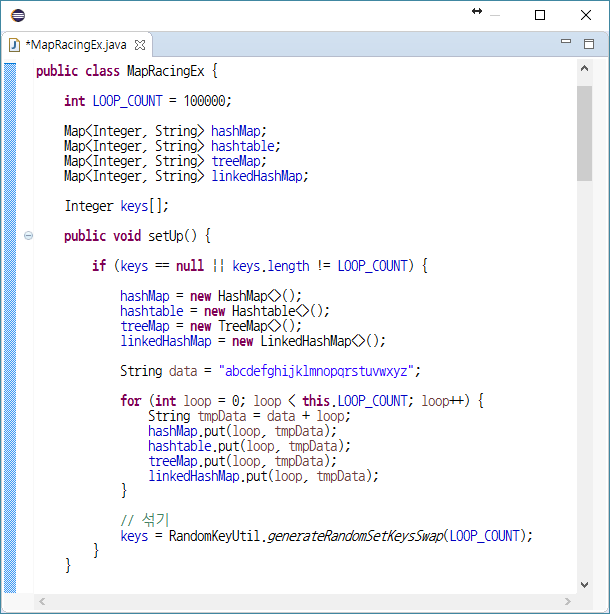 *MapRacingEx.java
public class MapRacingEx {
int LOOP_COUNT = 100000;
Map<Integer, String> hashMap;
Map<Integer, String> hashtable;
Map<Integer, String> treeMap;
Map<Integer, String> linkedHashMap;
Integer keys[];
public void setUp() {
if (keys == null || keys.length != LOOP_COUNT) {
hashMap = new HashMap<>();
hashtable = new Hashtable<>();
treeMap = new TreeMap<>();
linkedHashMap = new LinkedHashMap<>();
String data = "abcdefghijklmnopqrstuvwxyz";
for (int loop = 0; loop < this.LOOP_COUNT; loop++) {
String tmpData = data + loop;
hashMap.put(loop, tmpData);
hashtable.put(loop, tmpData);
treeMap.put(loop, tmpData);
linkedHashMap.put(loop, tmpData);
}
// 섞기
keys = RandomKeyUtil.generateRandomSetKeysSwap(LOOP_COUNT);
}
}